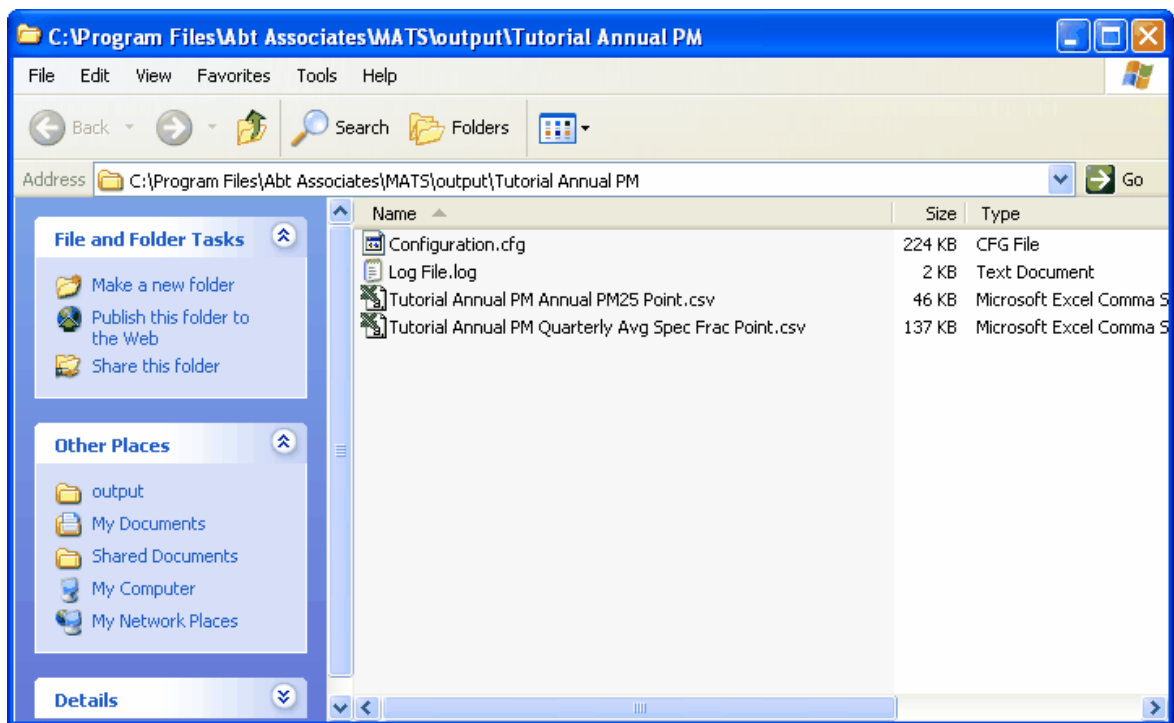 C:\Program Files\Abt Associates\MATS\output\Tutorial Annual PM
File Edit View Favorites Tools Help
Back Search Folders
Address C:\Program Files\Abt Associates\MATS\output\Tutorial Annual PM Go
File and Folder Tasks
Make a new folder
Publish this folder to
the Web
Share this folder
Other Places
output
My Documents
Shared Documents
My Computer
My Network Places
Details
Name Size Type
Configuration.cfg 224 KB CFG File
Log File.log 2 KB Text Document
Tutorial Annual PM Annual PM25 Point.csv 46 KB Microsoft Excel Comma S
Tutorial Annual PM Quarterly Avg Spec Frac Point.csv 137 KB Microsoft Excel Comma S